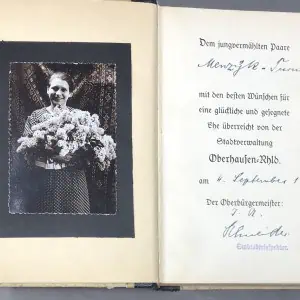 Dem jungvermählten Paare
mit den besten Wünschen für
eine glückliche und gesegnete
Ehe überreicht von der
Stadtverwaltung
Oberhausen-Rhld.
am 4. September 1
Der Oberbürgermeister: